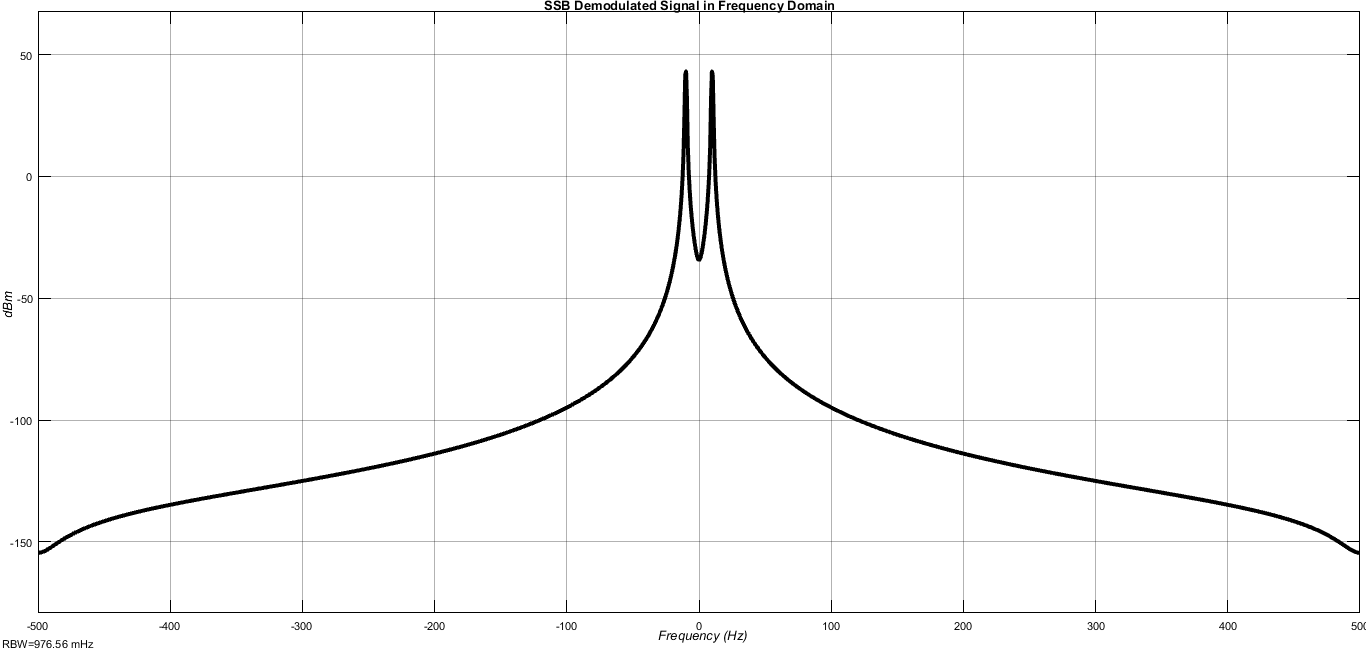 SSB Demodulated Signal in Frequency Domain
50
0
-50
-100
-150
dBm
-500 -400 -300 -200 -100 0 100 200 300 400 500
Frequency (Hz)
RBW=976.56 mHz